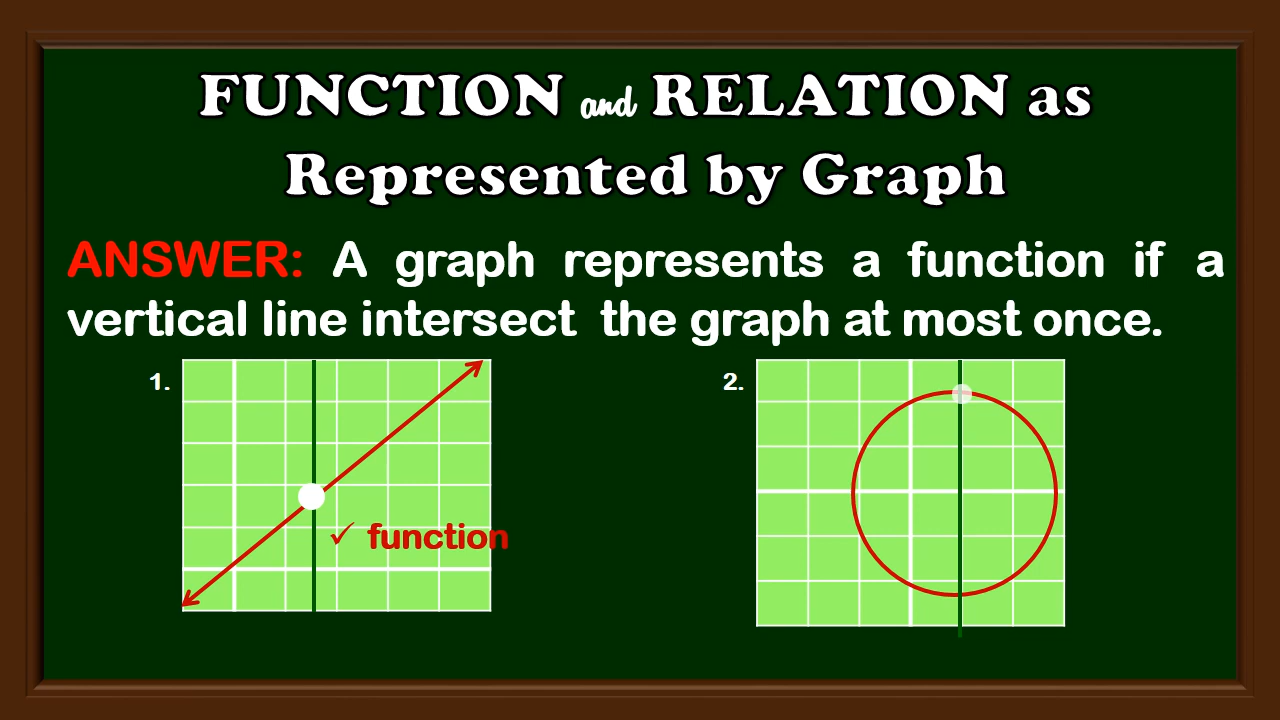 FUNCTION and RELATION as
Represented by Graph
ANSWER: A graph represents a function if a
vertical line intersect the graph at most once.
1.
2.
✓ function